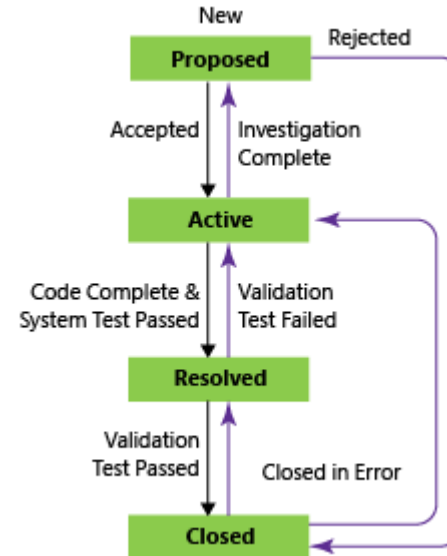 New
Proposed
Rejected
Accepted
Investigation
Complete
Active
Code Complete &
System Test Passed
Validation
Test Failed
Resolved
Validation
Test Passed
Closed in Error
Closed